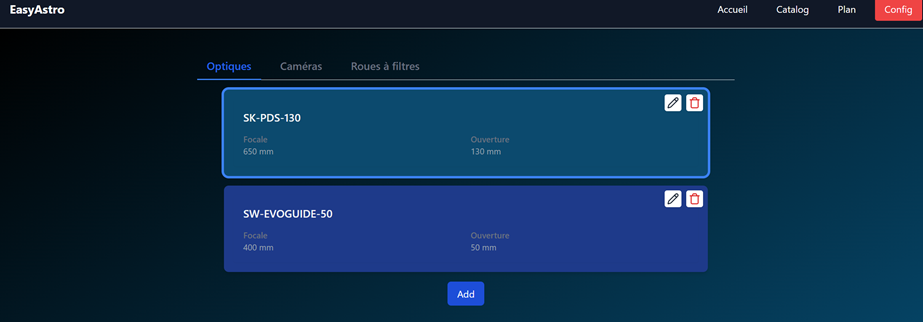 EasyAstro
Accueil Catalog Plan Config
Optiques Caméras Roues à filtres
SK-PDS-130
Focale Ouverture
650 mm 130 mm
SW-EVOGUIDE-50
Focale Ouverture
400 mm 50 mm
Add